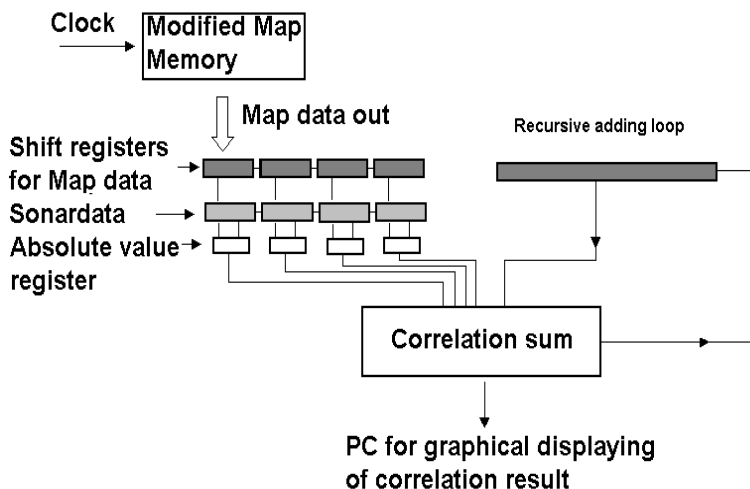 Clock
Modified Map
Memory
Map data out
Recursive adding loop
Shift registers
for Map data
Sonardata
Absolute value
register
Correlation sum
PC for graphical displaying
of correlation result